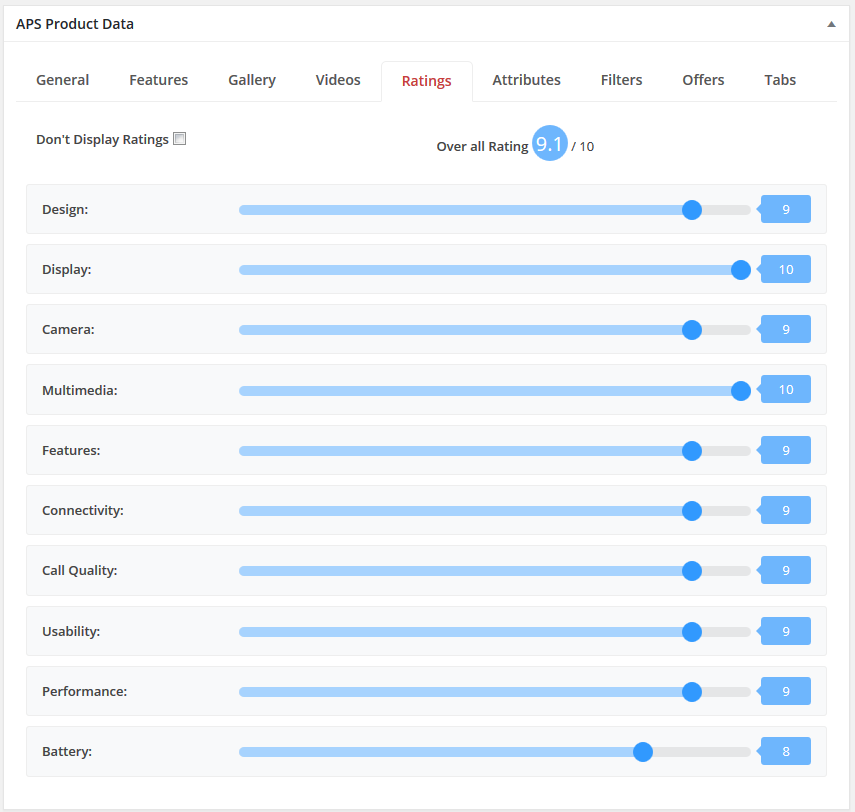 APS Product Data
General Features Gallery Videos Ratings Attributes Filters Offers Tabs
Don't Display Ratings Over all Rating 9.1 / 10
Design: 9
Display: 10
Camera: 9
Multimedia: 10
Features: 9
Connectivity: 9
Call Quality: 9
Usability: 9
Performance: 9
Battery: 8